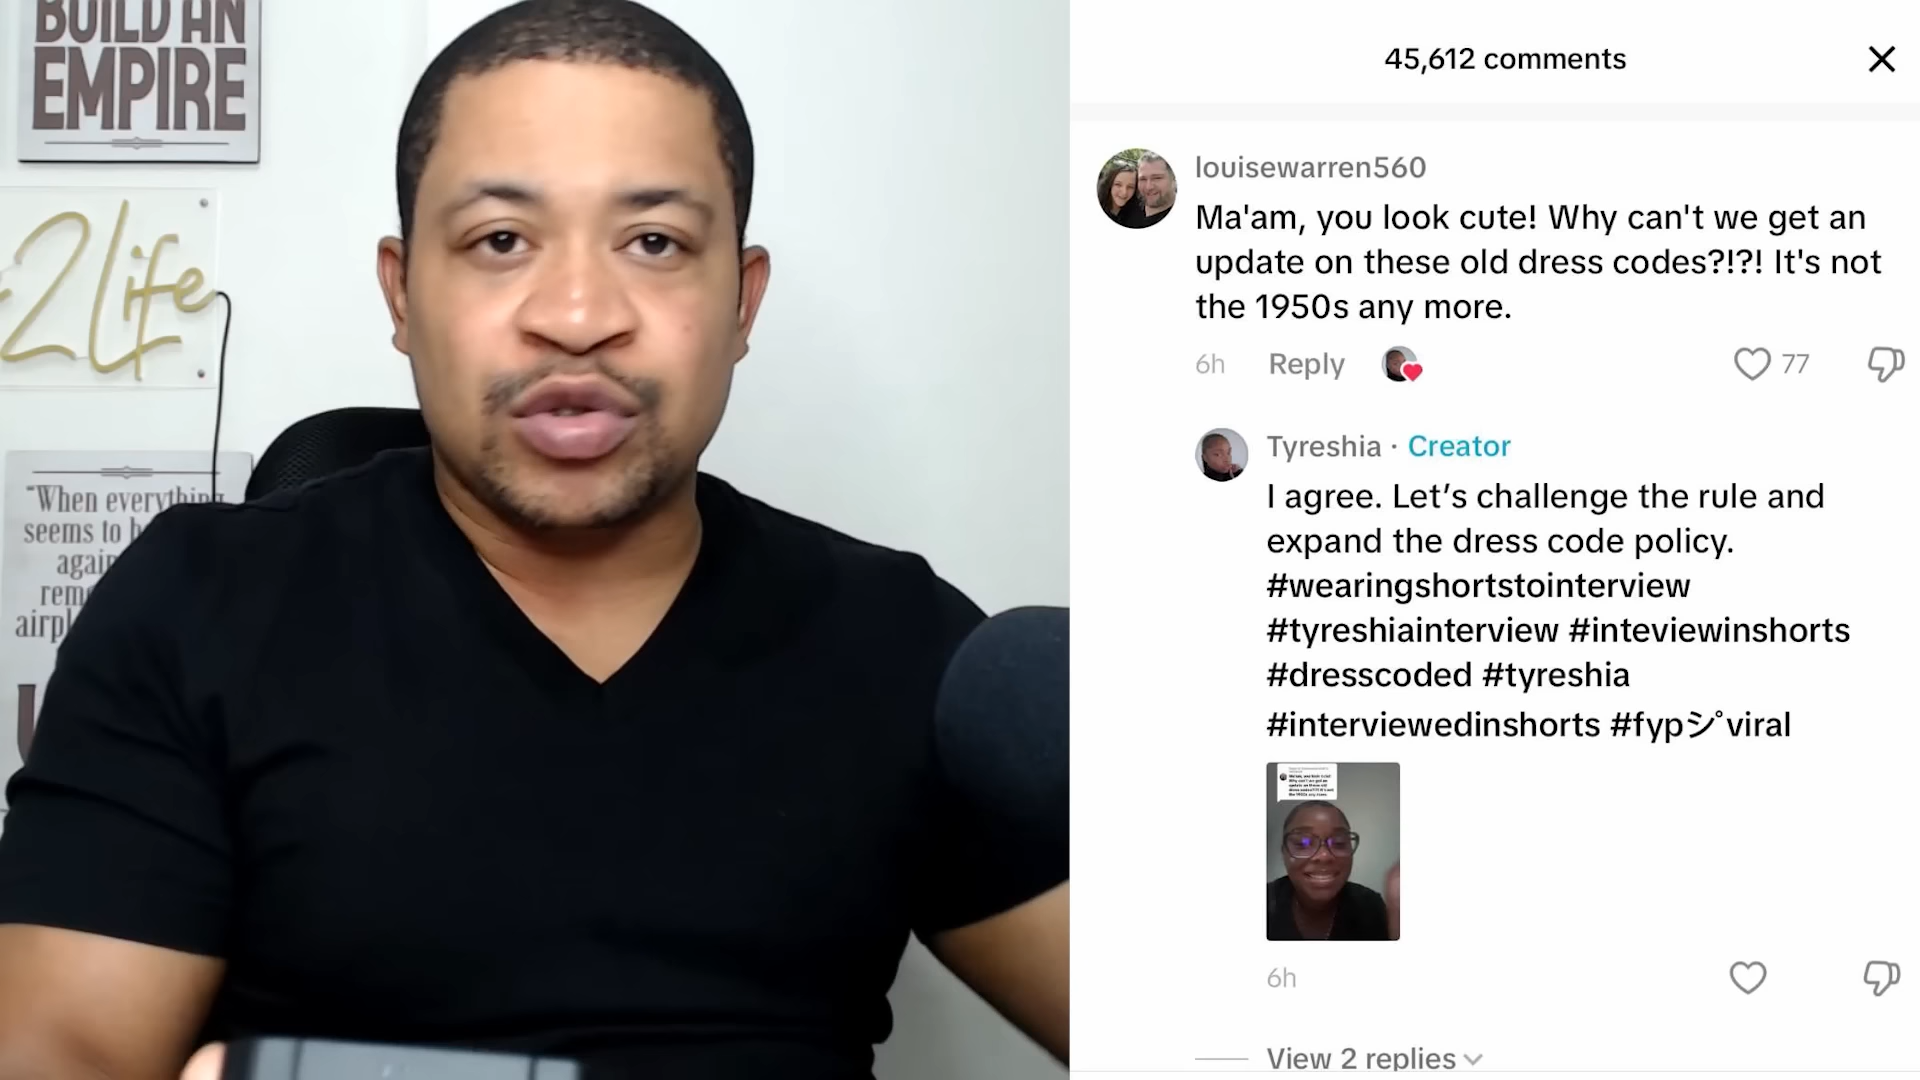 BUILD AN
EMPIRE
2Life
"When everything
seems to b
again
rem
airpl
45,612 comments
louisewarren560
Ma'am, you look cute! Why can't we get an
update on these old dress codes?!?! It's not
the 1950s any more.
6h Reply 77
Tyreshia · Creator
I agree. Let’s challenge the rule and
expand the dress code policy.
#wearingshortstointerview
#tyreshiainterview #inteviewinshorts
#dresscoded #tyreshia
#interviewedinshorts #fypシ゚viral
6h
View 2 replies